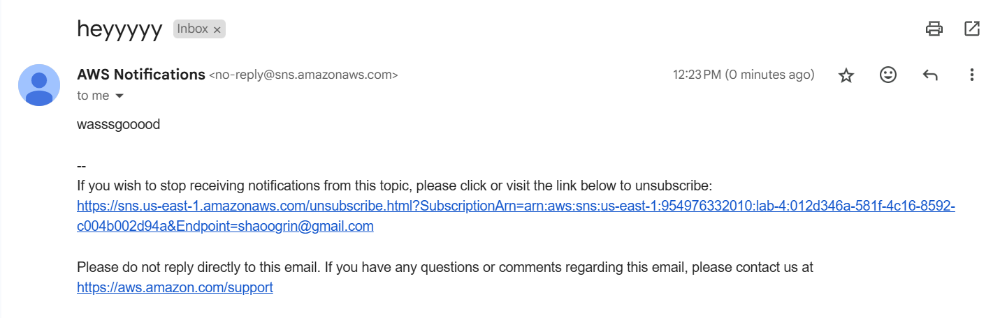 heyyyyy Inbox ×
AWS Notifications <no-reply@sns.amazonaws.com> 12:23 PM (0 minutes ago)
to me
wasssgooood
--
If you wish to stop receiving notifications from this topic, please click or visit the link below to unsubscribe:
https://sns.us-east-1.amazonaws.com/unsubscribe.html?SubscriptionArn=arn:aws:sns:us-east-1:954976332010:lab-4:012d346a-581f-4c16-8592-
c004b002d94a&Endpoint=shaoogrin@gmail.com
Please do not reply directly to this email. If you have any questions or comments regarding this email, please contact us at
https://aws.amazon.com/support